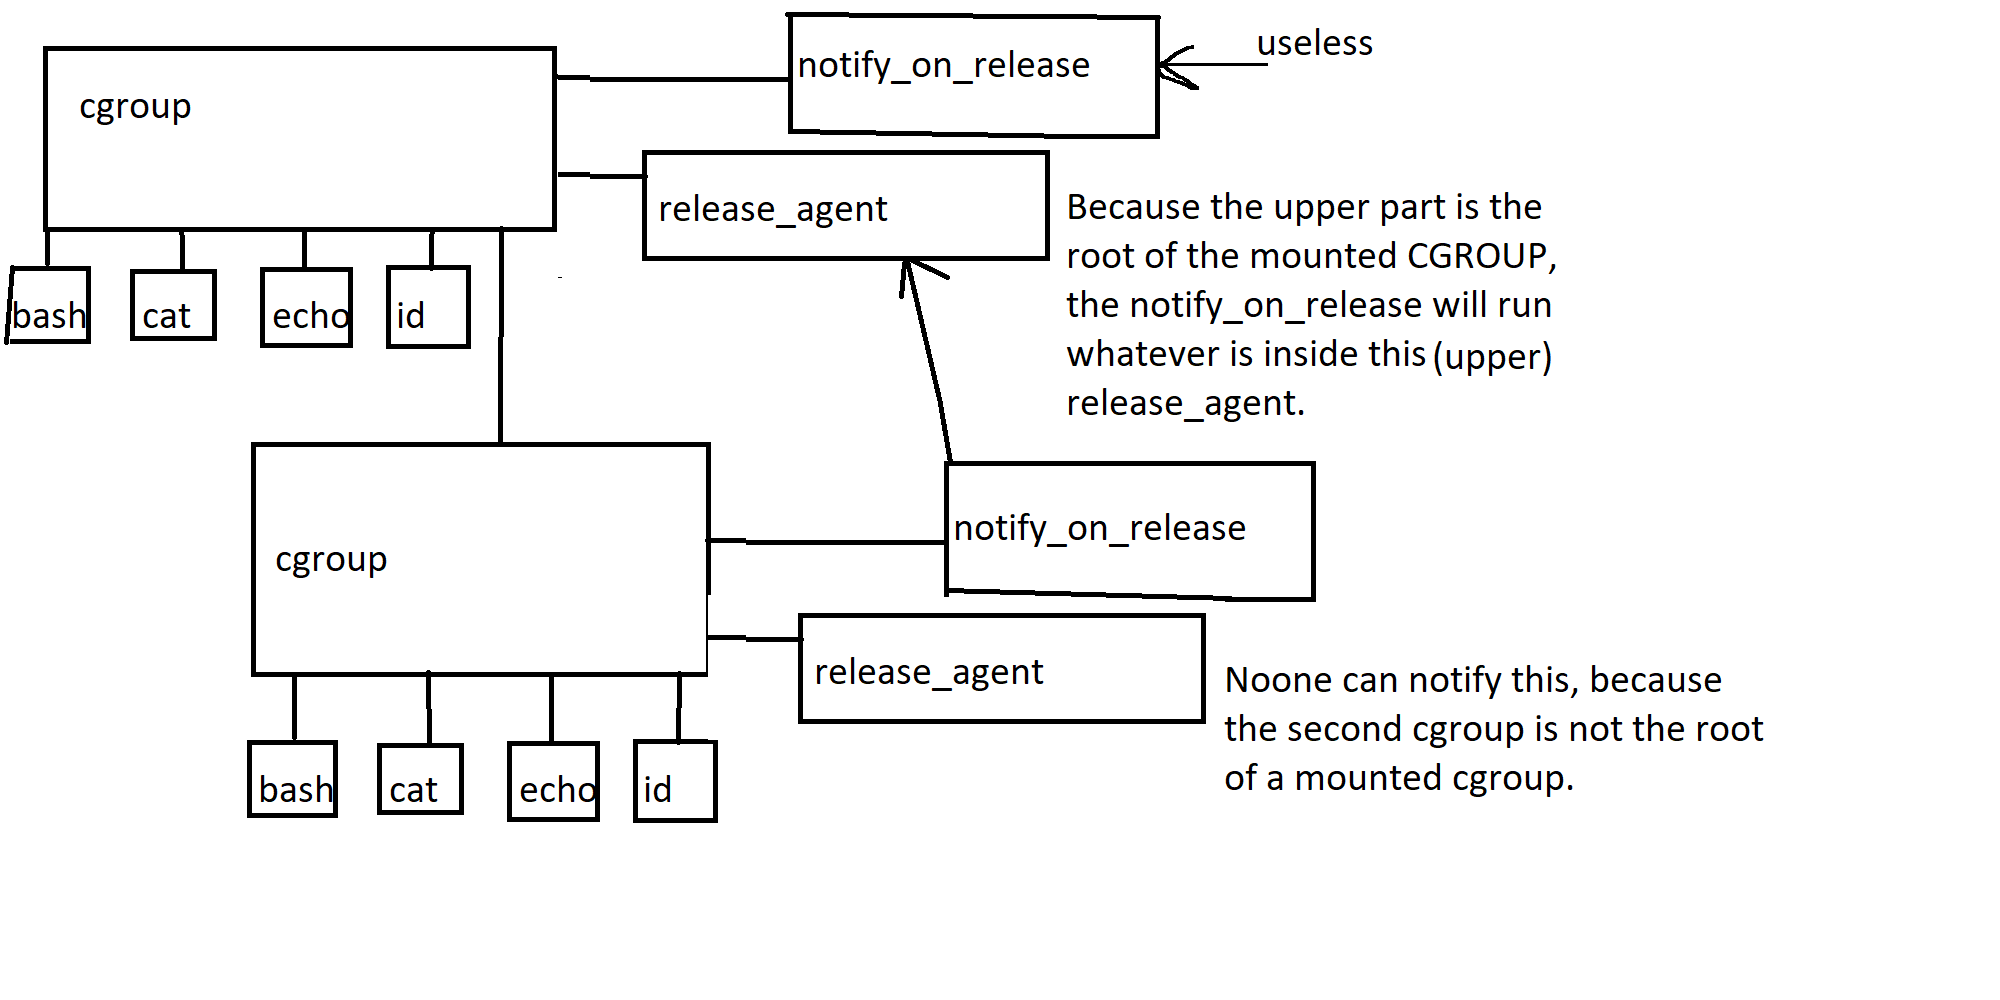 cgroup
notify_on_release
useless
release_agent
Because the upper part is the
root of the mounted CGROUP,
the notify_on_release will run
whatever is inside this (upper)
release_agent.
bash
cat
echo
id
cgroup
notify_on_release
release_agent
Noone can notify this, because
the second cgroup is not the root
of a mounted cgroup.
bash
cat
echo
id